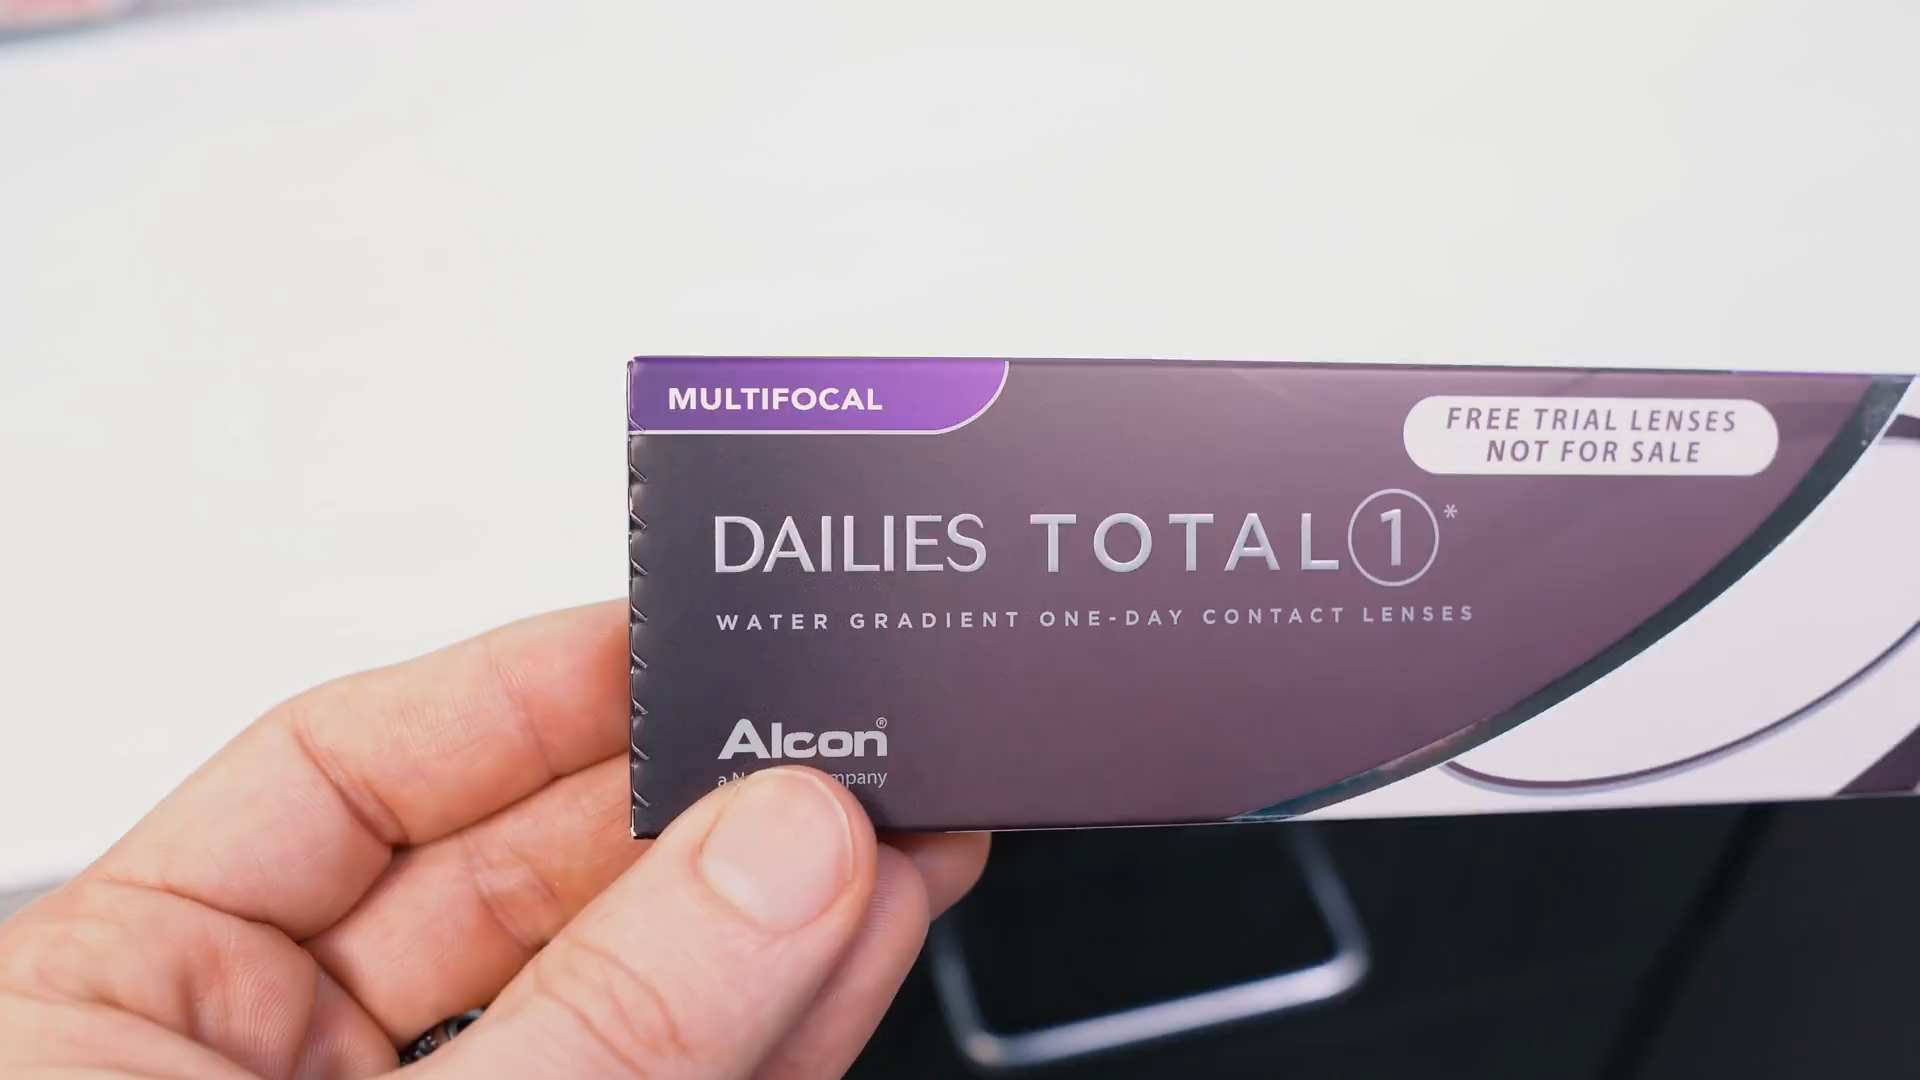 MULTIFOCAL
FREE TRIAL LENSES
NOT FOR SALE
DAILIES TOTAL1*
WATER GRADIENT ONE-DAY CONTACT LENSES
Alcon®
a